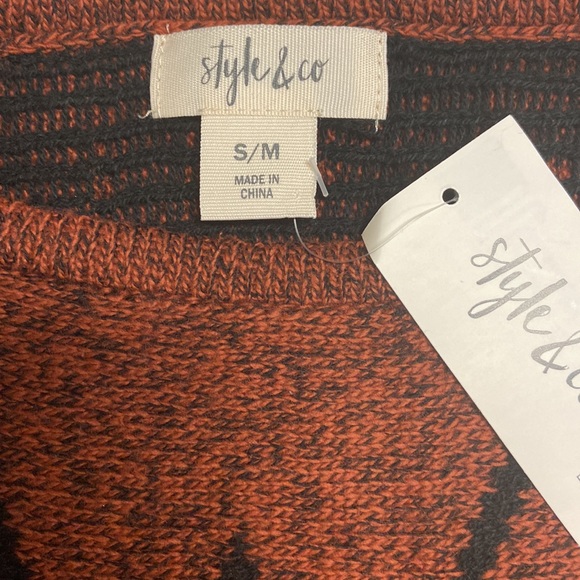 style & co
S/M
MADE IN
CHINA
style & co